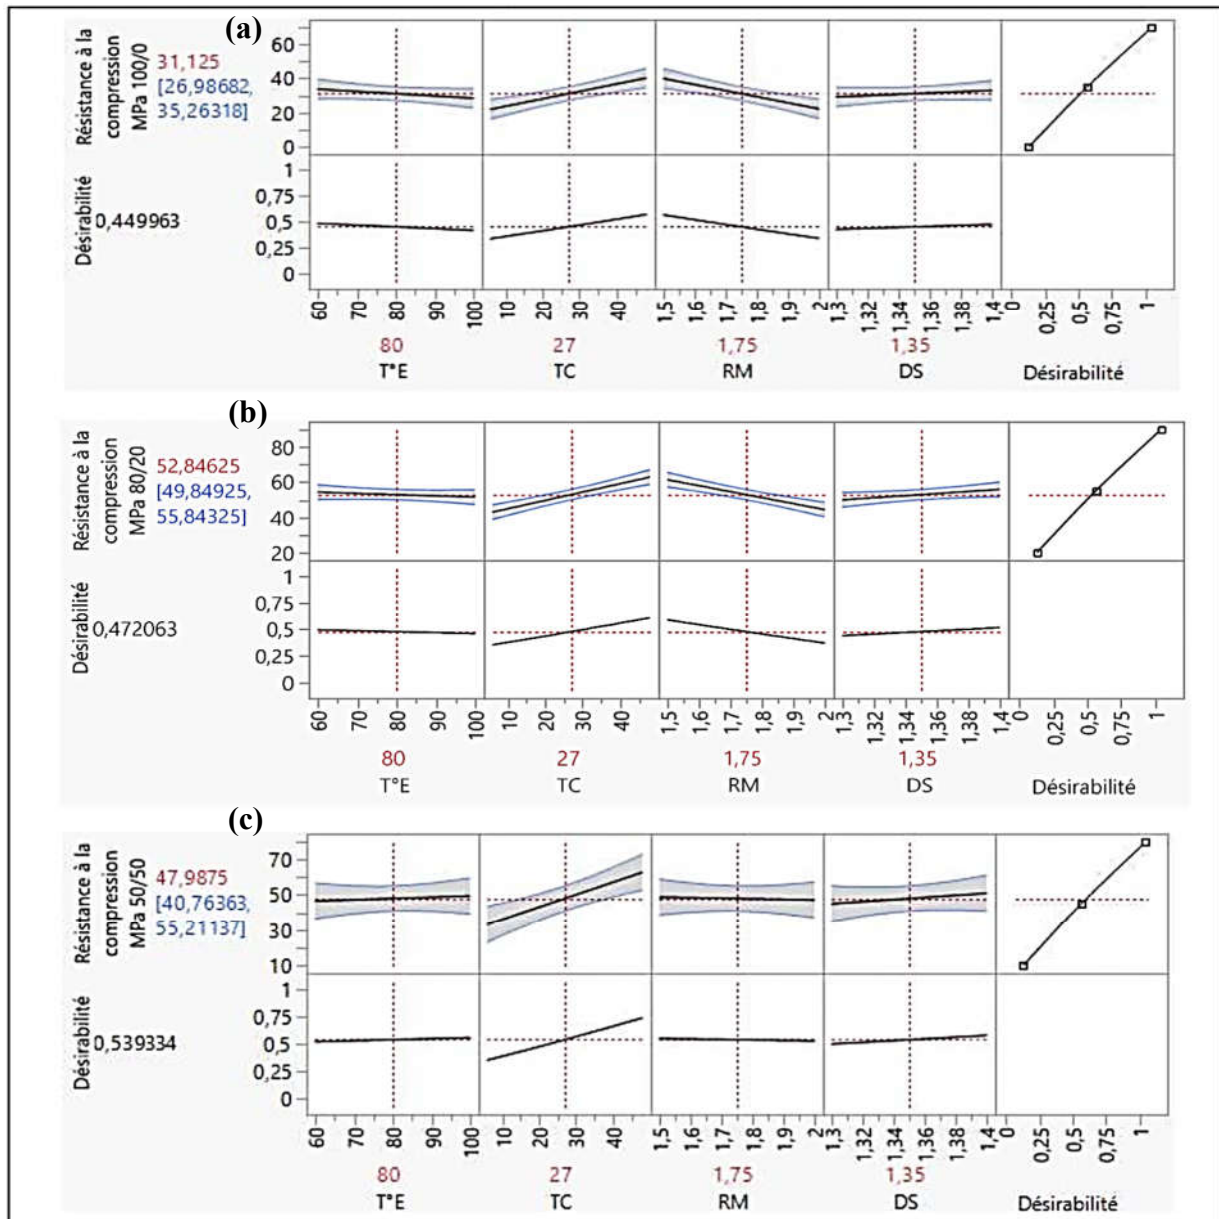 (a)
Résistance à la
compression
MPa 100/0
31,125
[26,98682,
35,26318]
60
40
20
0
Désirabilité
0,449963
1
0,75
0,5
0,25
0
60 70 80 90 100
10 20 30 40
1,5 1,6 1,7 1,8 1,9 2
1,3 1,32 1,34 1,36 1,38 1,4
0 0,25 0,5 0,75 1
80 27 1,75 1,35
T°E TC RM DS Désirabilité
(b)
Résistance à la
compression
MPa 80/20
52,84625
[49,84925,
55,84325]
80
60
40
20
Désirabilité
0,472063
1
0,75
0,5
0,25
0
60 70 80 90 100
10 20 30 40
1,5 1,6 1,7 1,8 1,9 2
1,3 1,32 1,34 1,36 1,38 1,4
0 0,25 0,5 0,75 1
80 27 1,75 1,35
T°E TC RM DS Désirabilité
(c)
Résistance à la
compression
MPa 50/50
47,9875
[40,76363,
55,21137]
70
50
30
10
Désirabilité
0,539334
1
0,75
0,5
0,25
0
60 70 80 90 100
10 20 30 40
1,5 1,6 1,7 1,8 1,9 2
1,3 1,32 1,34 1,36 1,38 1,4
0 0,25 0,5 0,75 1
80 27 1,75 1,35
T°E TC RM DS Désirabilité